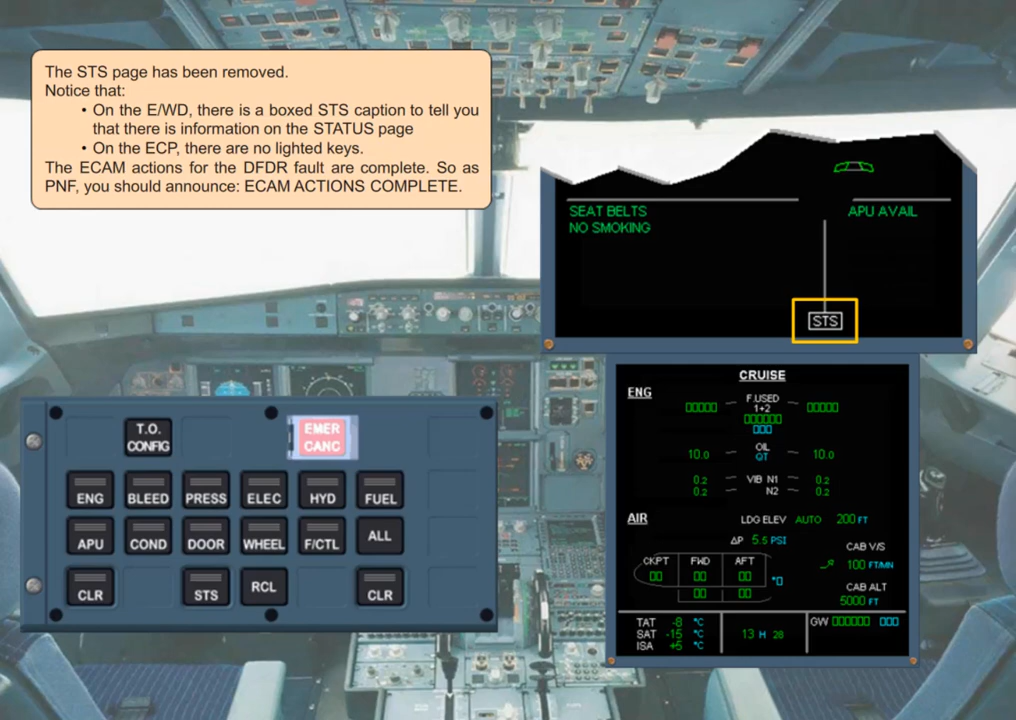 The STS page has been removed.
Notice that:
• On the E/WD, there is a boxed STS caption to tell you
that there is information on the STATUS page
• On the ECP, there are no lighted keys.
The ECAM actions for the DFDR fault are complete. So as
PNF, you should announce: ECAM ACTIONS COMPLETE.
SEAT BELTS APU AVAIL
NO SMOKING
STS
T.O. CONFIG
EMER CANC
ENG BLEED PRESS ELEC HYD FUEL
APU COND DOOR WHEEL F/CTL ALL
CLR STS RCL CLR
CRUISE
ENG
F.USED
1+2
OIL
10.0 QT 10.0
0.2 VIB N1 0.2
0.2 N2 0.2
AIR LDG ELEV AUTO 200 FT
ΔP 5.5 PSI
CAB V/S
CKPT FWD AFT
100 FT/MN
CAB ALT
5000 FT
TAT -8 °C GW
SAT -15 °C 13 H 26
ISA +5 °C